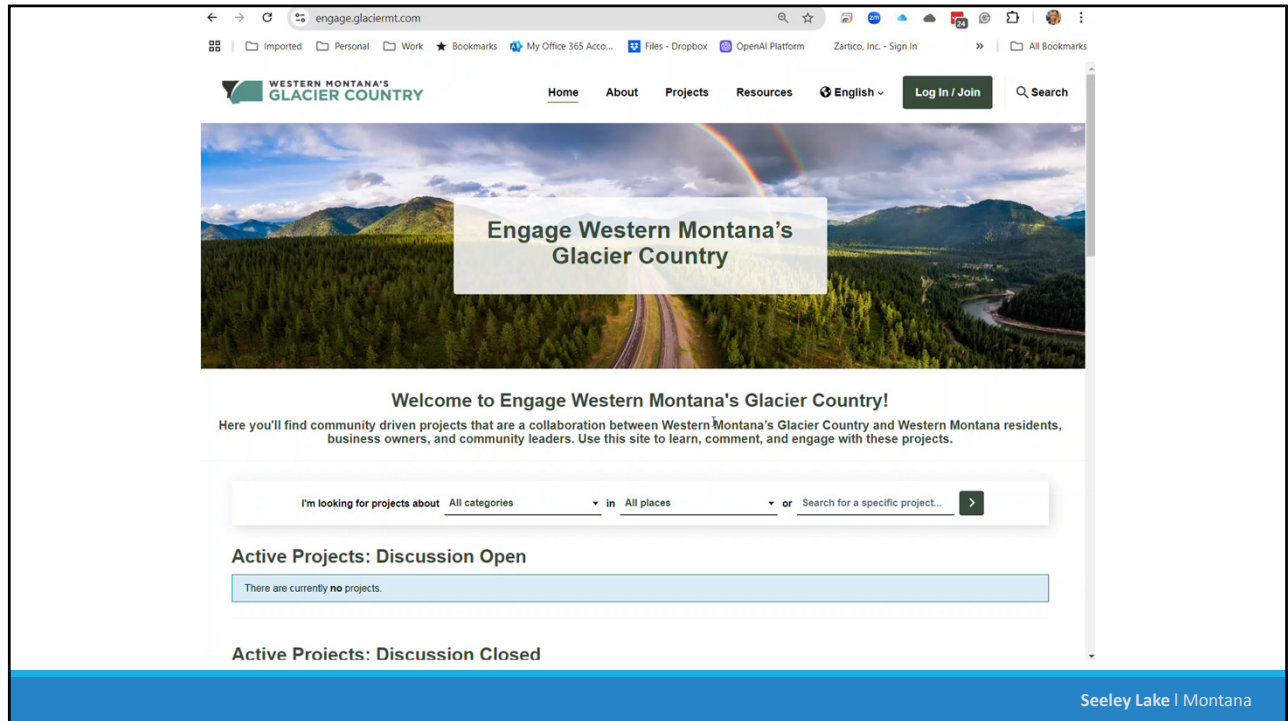 engage.glaciermt.com
24
Imported Personal Work Bookmarks My Office 365 Acco... Files - Dropbox OpenAI Platform Zartico, Inc. - Sign In » All Bookmarks
WESTERN MONTANA'S
GLACIER COUNTRY
Home About Projects Resources English Log In / Join Search
Engage Western Montana's
Glacier Country
Welcome to Engage Western Montana's Glacier Country!
Here you'll find community driven projects that are a collaboration between Western Montana's Glacier Country and Western Montana residents,
business owners, and community leaders. Use this site to learn, comment, and engage with these projects.
I'm looking for projects about All categories in All places or Search for a specific project...
Active Projects: Discussion Open
There are currently no projects.
Active Projects: Discussion Closed
Seeley Lake | Montana